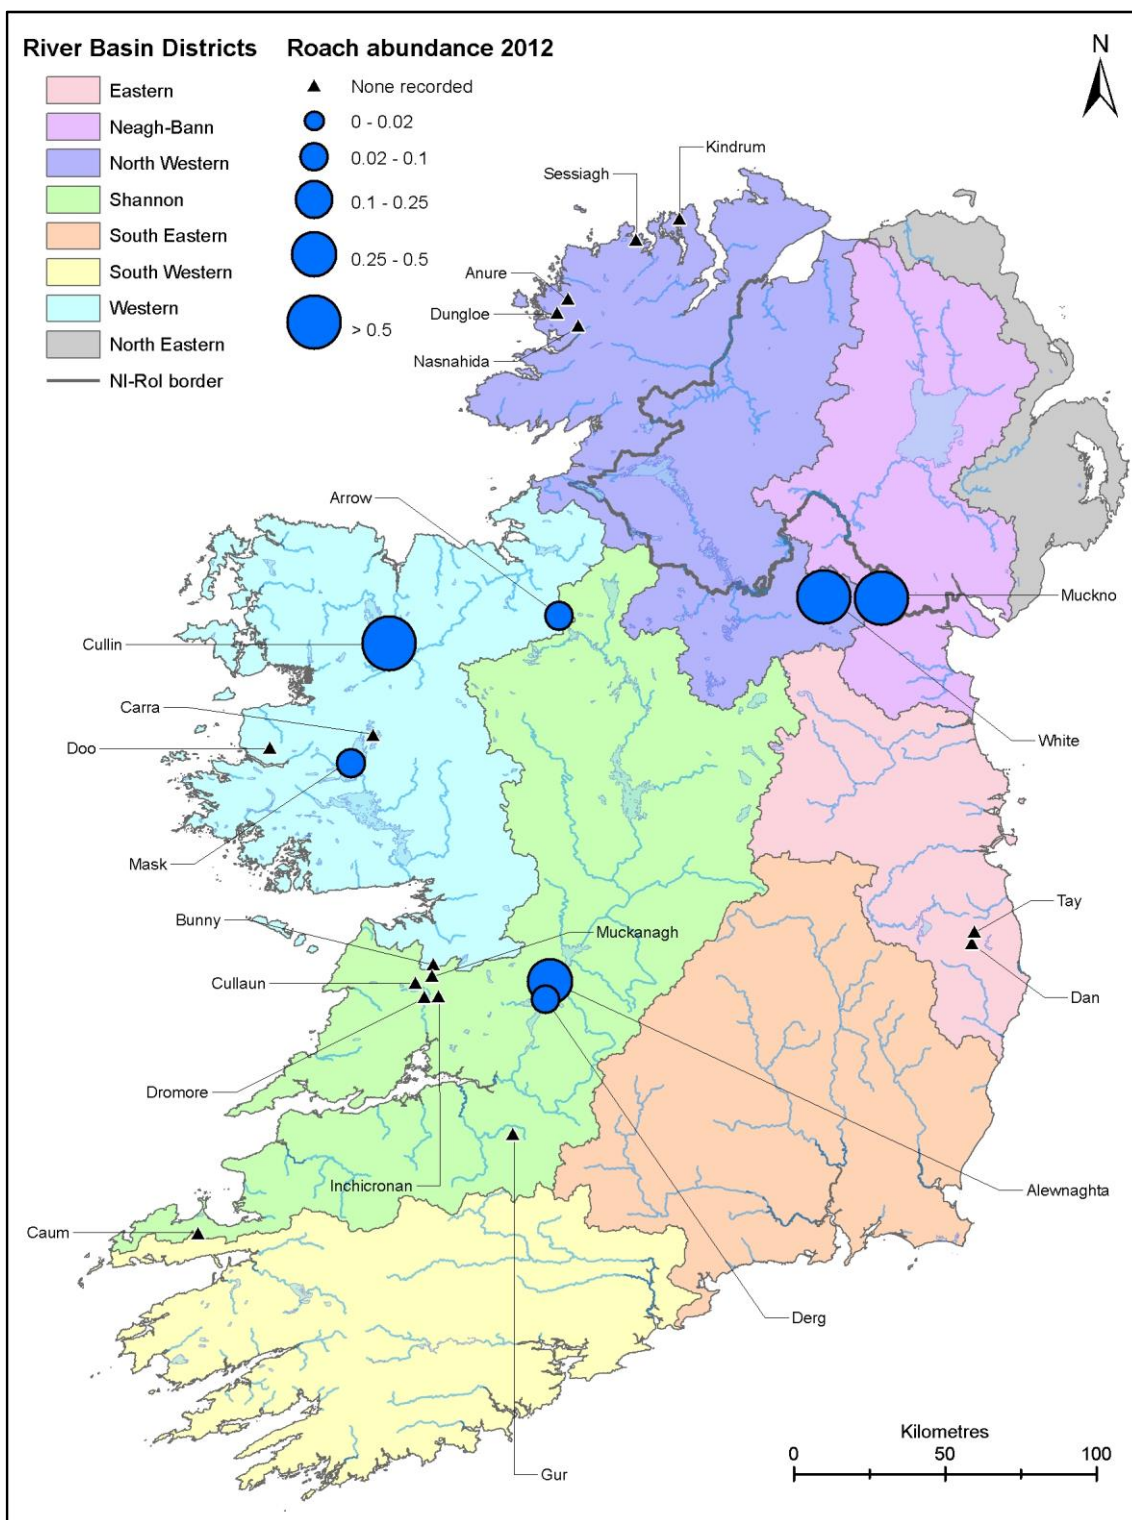 River Basin Districts
Eastern
Neagh-Bann
North Western
Shannon
South Eastern
South Western
Western
North Eastern
NI-RoI border
Roach abundance 2012
None recorded
0 - 0.02
0.02 - 0.1
0.1 - 0.25
0.25 - 0.5
> 0.5
N
Kindrum
Sessiagh
Anure
Dungloe
Nasnahida
Arrow
Muckno
Cullin
Carra
Doo
White
Mask
Bunny
Muckanagh
Tay
Cullaun
Dan
Dromore
Inchicronan
Alewnaghta
Caum
Derg
Gur
Kilometres
0 50 100